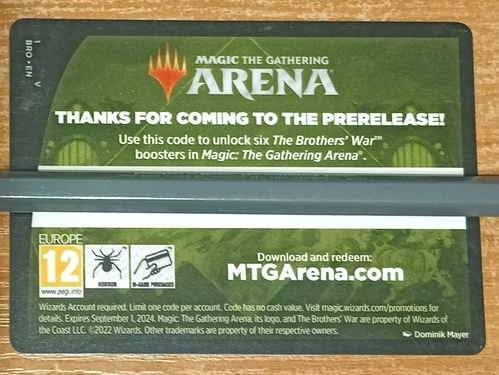 1 V
BRO • EN
MAGIC THE GATHERING
ARENA
THANKS FOR COMING TO THE PRERELEASE!
Use this code to unlock six The Brothers' War™
boosters in Magic: The Gathering Arena®.
EUROPE
12
www.pegi.info
HORROR
IN-GAME PURCHASES
Download and redeem:
MTGArena.com
Wizards Account required. Limit one code per account. Code has no cash value. Visit magic.wizards.com/promotions for
details. Expires September 1, 2024. Magic: The Gathering Arena, its logo, and The Brothers' War are property of Wizards of
the Coast LLC. ©2022 Wizards. Other trademarks are property of their respective owners.
Dominik Mayer